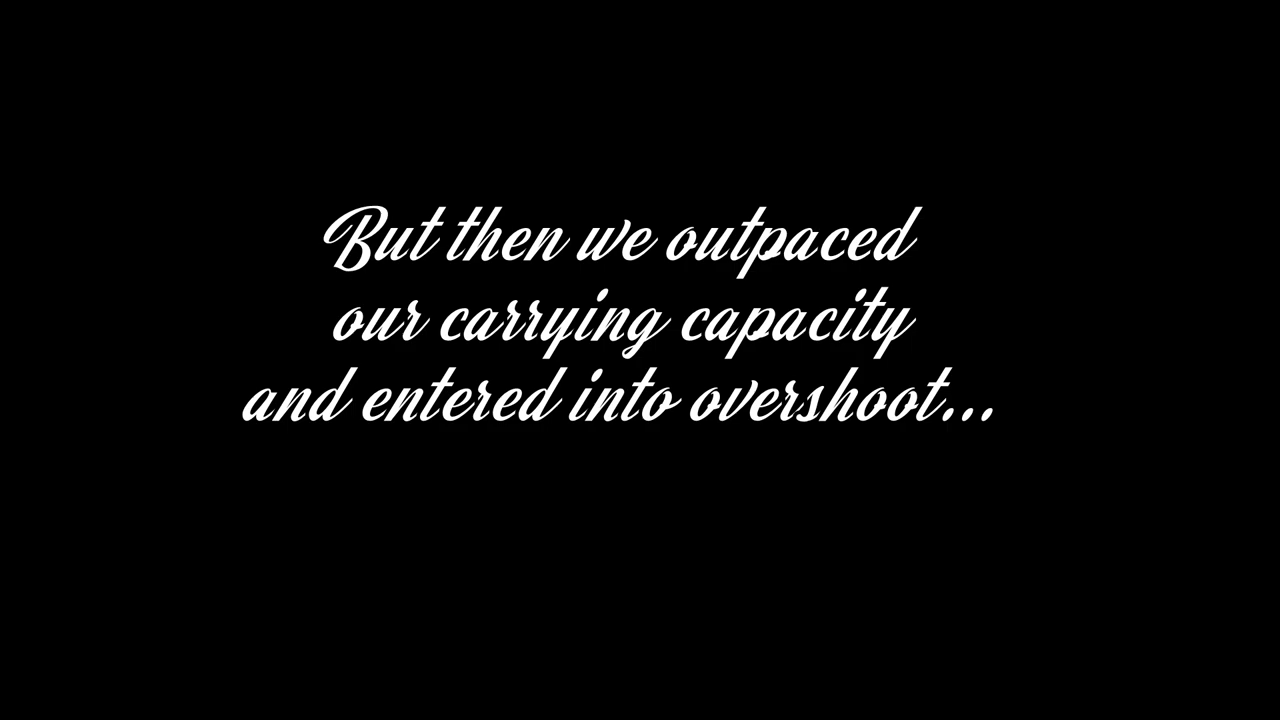 But then we outpaced
our carrying capacity
and entered into overshoot...